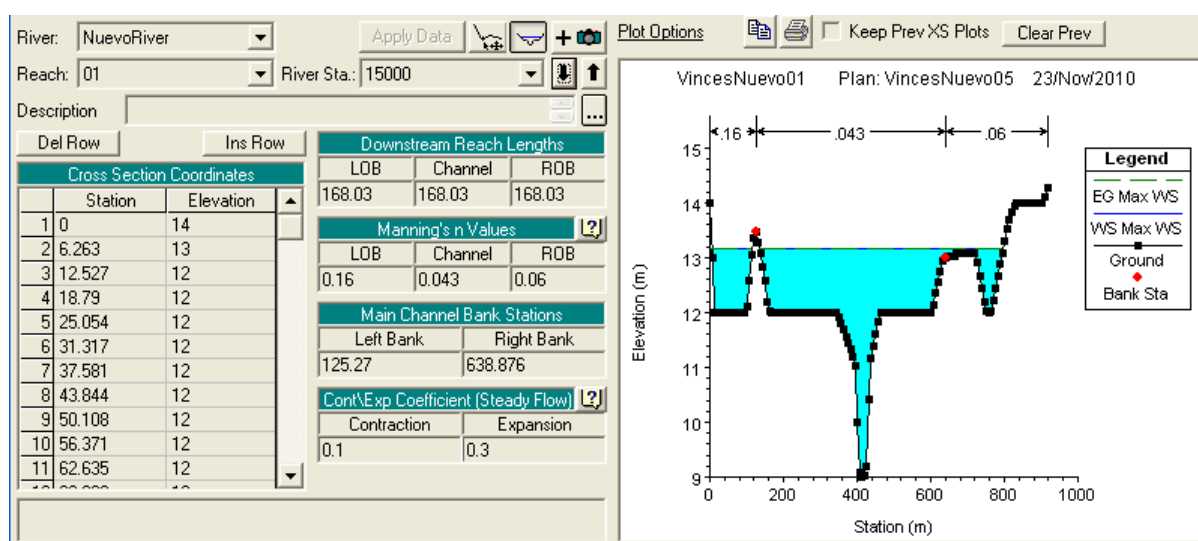 River: NuevoRiver Apply Data
Reach: 01 River Sta.: 15000
Description ...
Del Row Ins Row
Cross Section Coordinates
Station Elevation
1 0 14
2 6.263 13
3 12.527 12
4 18.79 12
5 25.054 12
6 31.317 12
7 37.581 12
8 43.844 12
9 50.108 12
10 56.371 12
11 62.635 12
Downstream Reach Lengths
LOB Channel ROB
168.03 168.03 168.03
Manning's n Values
LOB Channel ROB
0.16 0.043 0.06
Main Channel Bank Stations
Left Bank Right Bank
125.27 638.876
Cont\Exp Coefficient (Steady Flow)
Contraction Expansion
0.1 0.3
Plot Options Keep Prev XS Plots Clear Prev
VincesNuevo01 Plan: VincesNuevo05 23/Nov/2010
.16 .043 .06
15
14
13
12
11
10
9
Elevation (m)
0 200 400 600 800 1000
Station (m)
Legend
EG Max WS
WS Max WS
Ground
Bank Sta